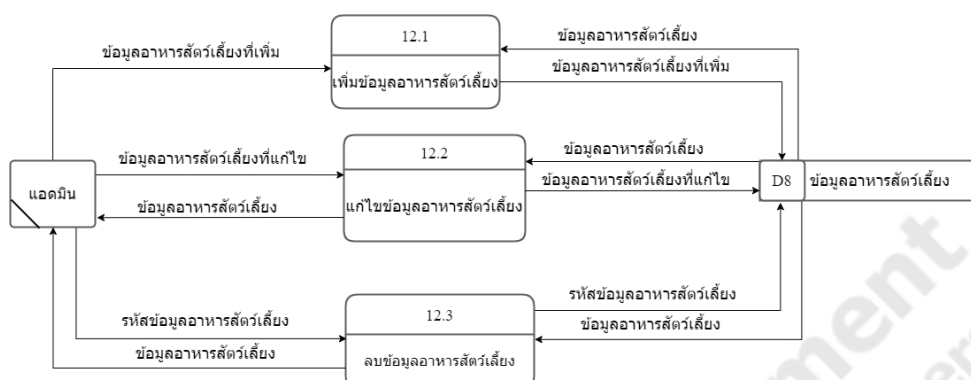 12.1
ข้อมูลอาหารสัตว์เลี้ยง
ข้อมูลอาหารสัตว์เลี้ยงที่เพิ่ม
ข้อมูลอาหารสัตว์เลี้ยงที่เพิ่ม
เพิ่มข้อมูลอาหารสัตว์เลี้ยง
12.2
ข้อมูลอาหารสัตว์เลี้ยงที่แก้ไข
ข้อมูลอาหารสัตว์เลี้ยง
แอดมิน
ข้อมูลอาหารสัตว์เลี้ยงที่แก้ไข
D8
ข้อมูลอาหารสัตว์เลี้ยง
ข้อมูลอาหารสัตว์เลี้ยง
แก้ไขข้อมูลอาหารสัตว์เลี้ยง
รหัสข้อมูลอาหารสัตว์เลี้ยง
12.3
รหัสข้อมูลอาหารสัตว์เลี้ยง
ข้อมูลอาหารสัตว์เลี้ยง
ข้อมูลอาหารสัตว์เลี้ยง
ลบข้อมูลอาหารสัตว์เลี้ยง